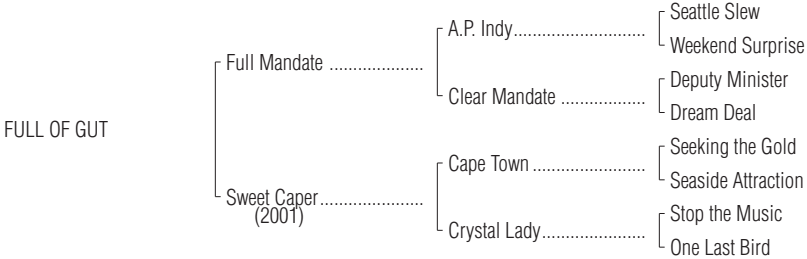 Seattle Slew
A.P. Indy............................
Weekend Surprise
Full Mandate ....................
Deputy Minister
Clear Mandate ..................
Dream Deal
FULL OF GUT
Seeking the Gold
Cape Town ........................
Seaside Attraction
Sweet Caper......................
(2001)
Stop the Music
Crystal Lady......................
One Last Bird